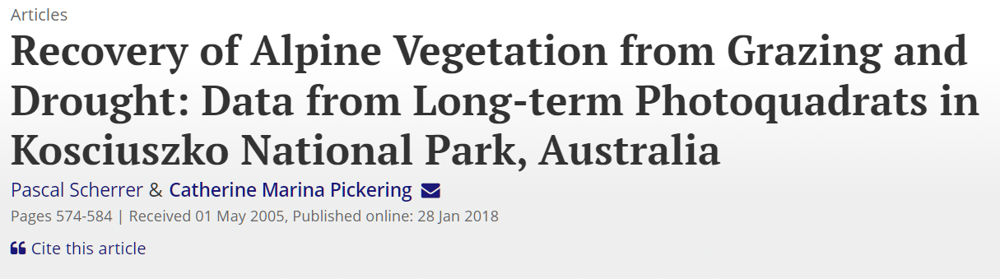 Articles
Recovery of Alpine Vegetation from Grazing and
Drought: Data from Long-term Photoquadrats in
Kosciuszko National Park, Australia
Pascal Scherrer & Catherine Marina Pickering
Pages 574-584 | Received 01 May 2005, Published online: 28 Jan 2018
Cite this article